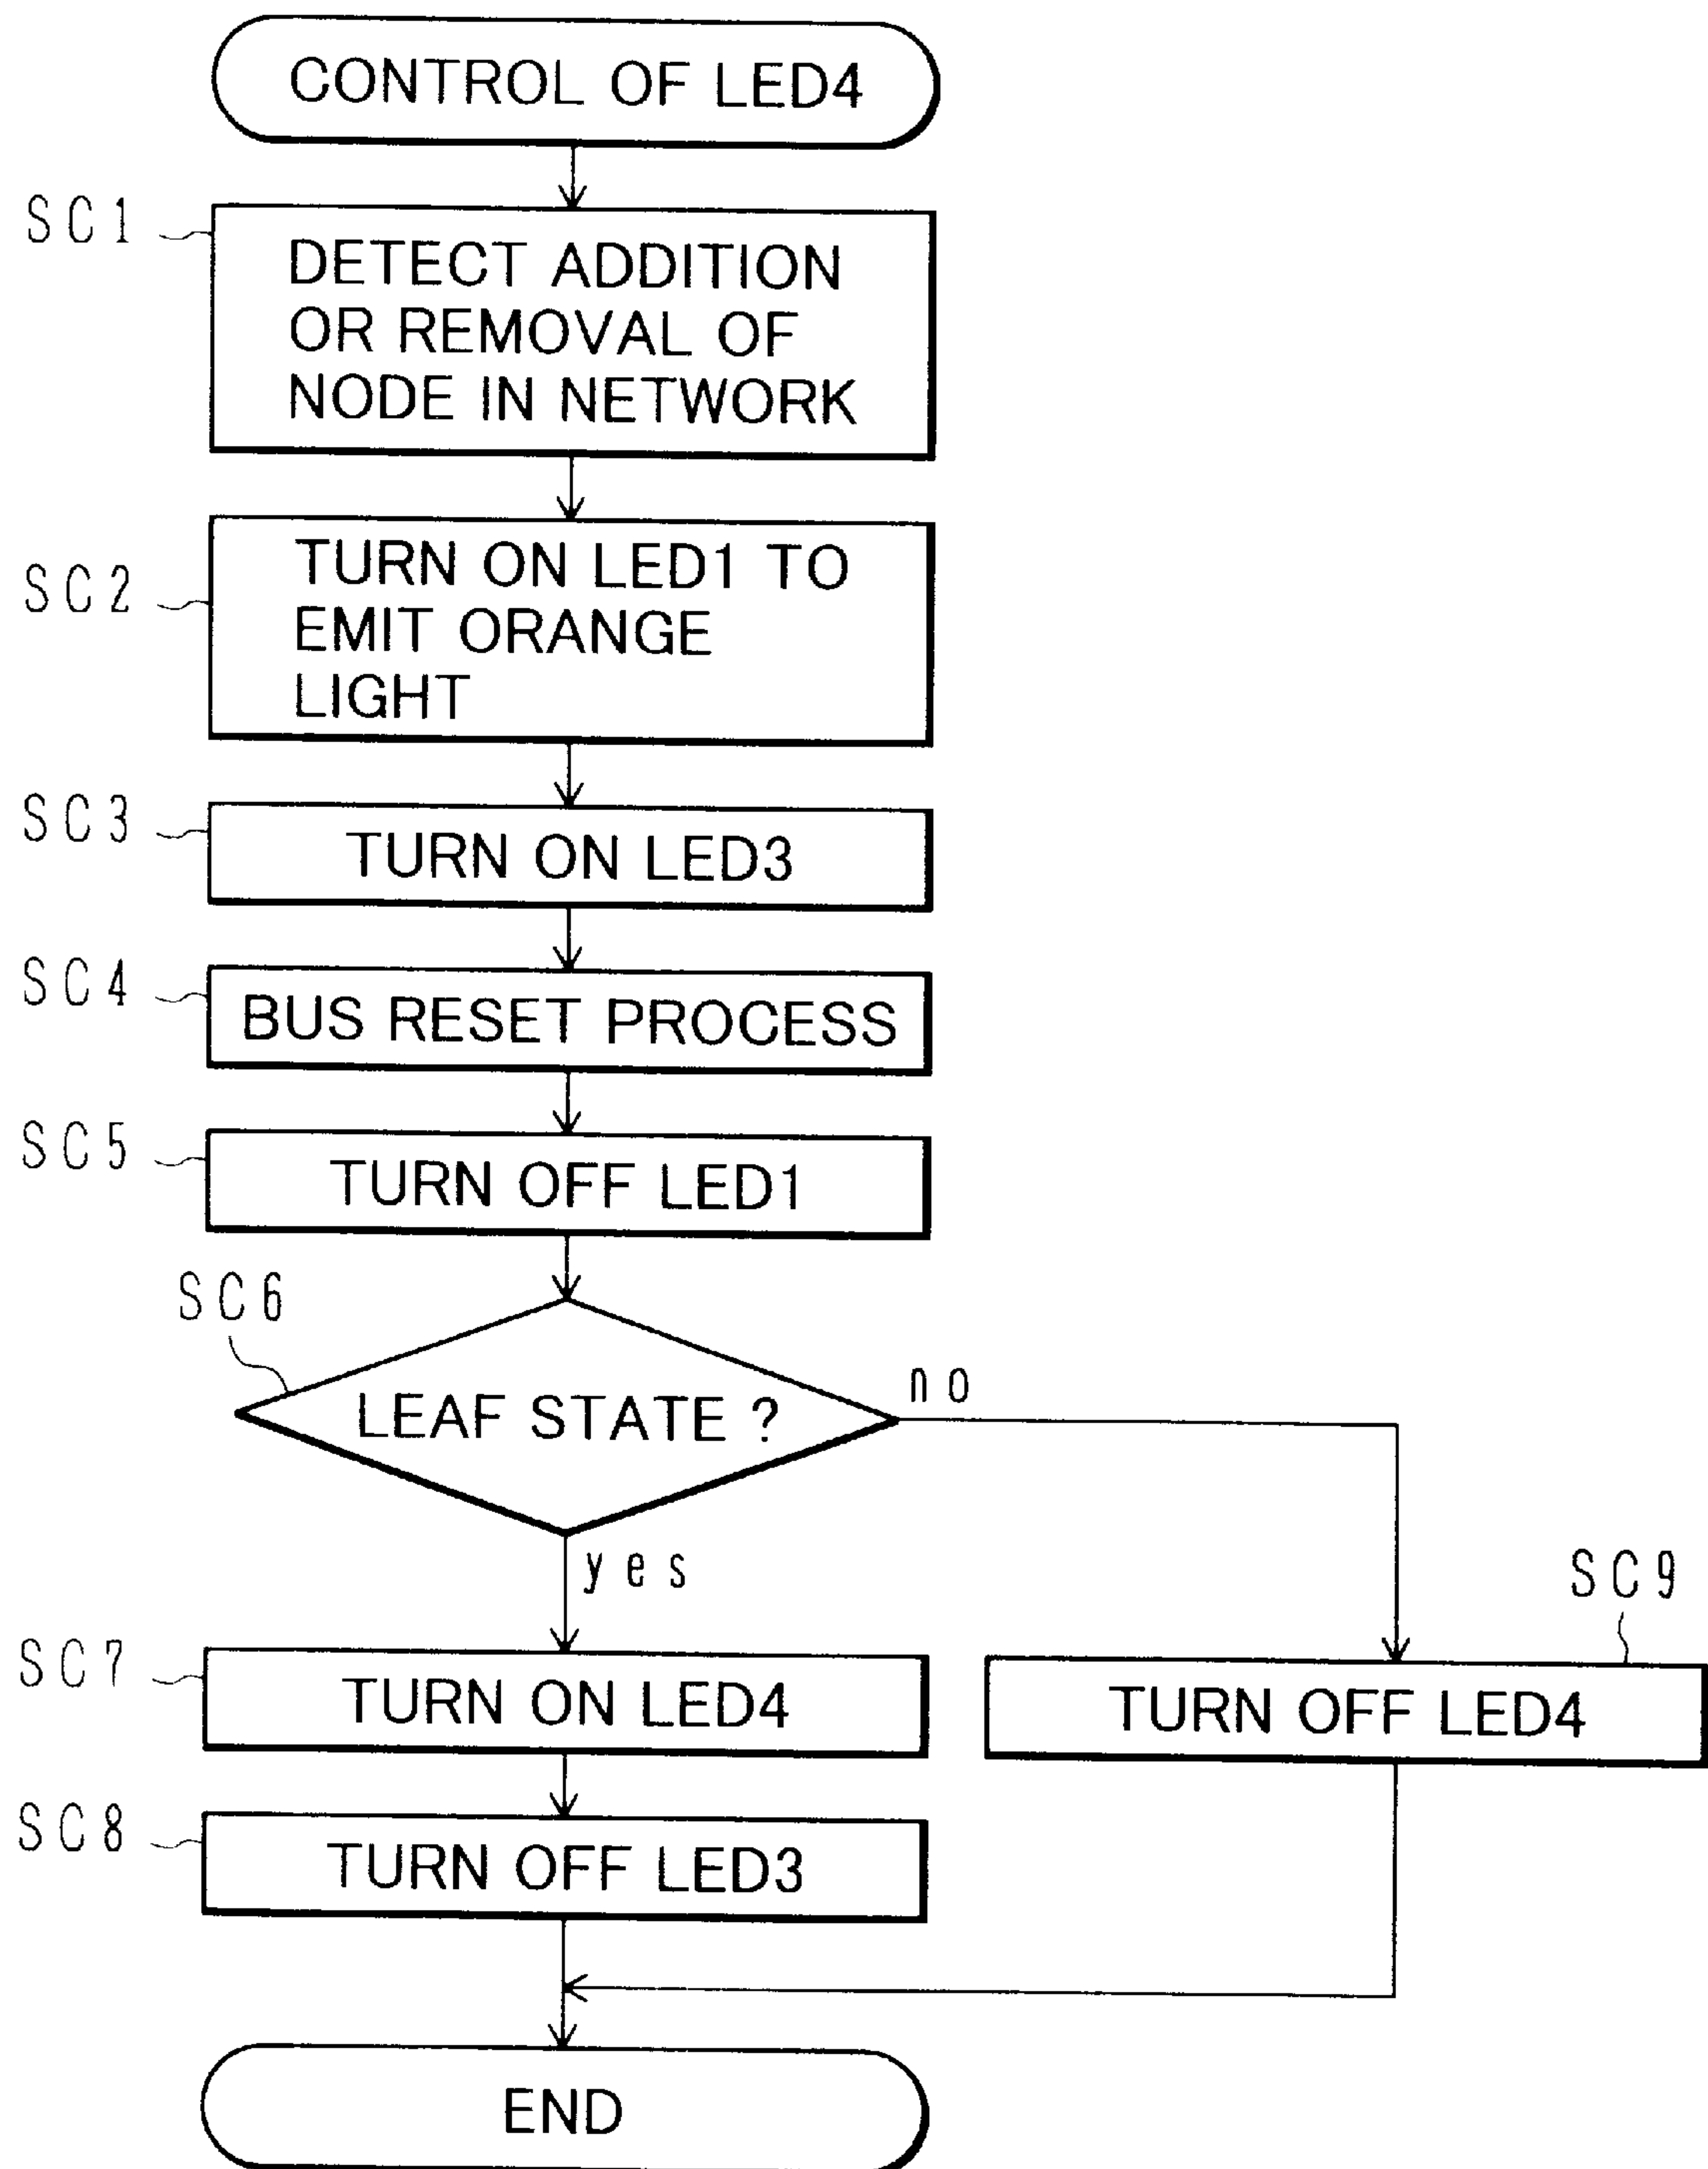 CONTROL OF LED4
SC1
DETECT ADDITION
OR REMOVAL OF
NODE IN NETWORK
SC2
TURN ON LED1 TO
EMIT ORANGE
LIGHT
SC3
TURN ON LED3
SC4
BUS RESET PROCESS
SC5
TURN OFF LED1
SC6
LEAF STATE ?
no
yes
SC7
TURN ON LED4
SC9
TURN OFF LED4
SC8
TURN OFF LED3
END